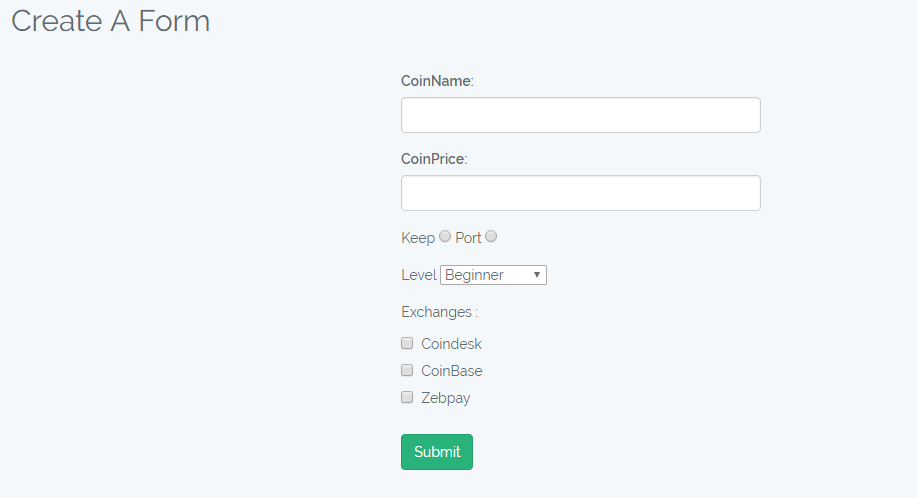 Create A Form
CoinName:
CoinPrice:
Keep Port
Level Beginner
Exchanges :
Coindesk
CoinBase
Zebpay
Submit